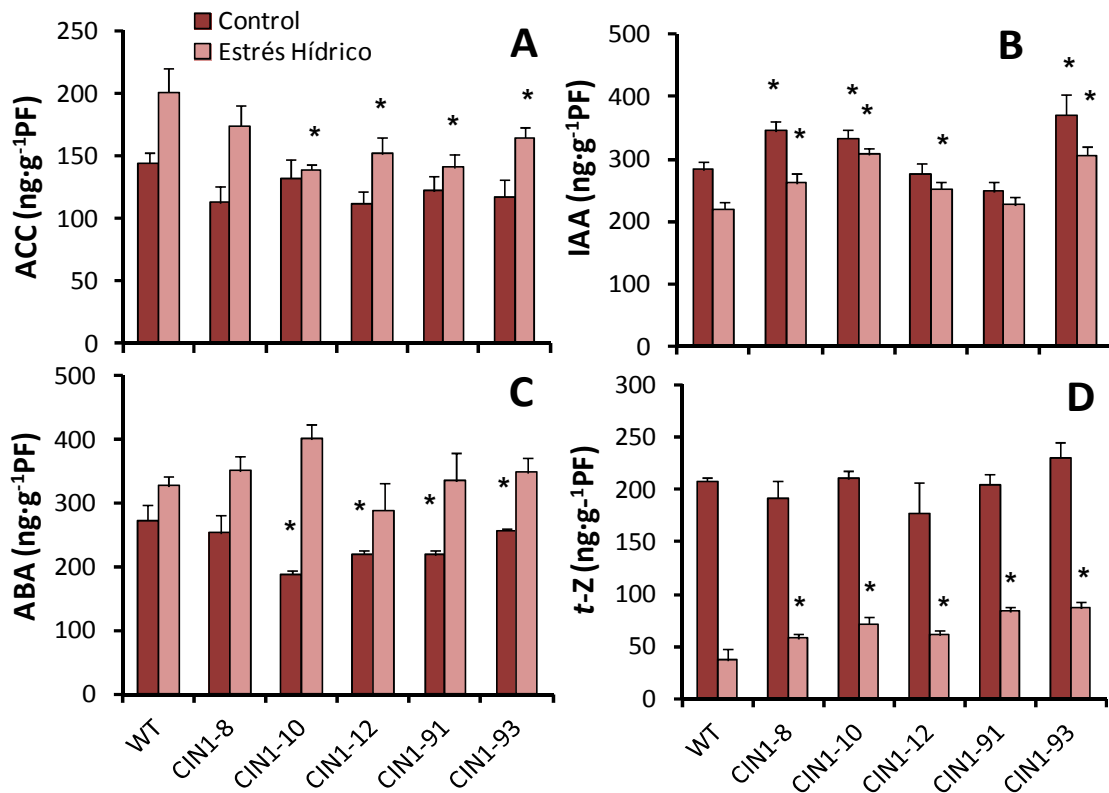 Control
Estrés Hídrico
A
ACC (ng·g-1PF)
250
200
150
100
50
0
*
*
*
*
B
IAA (ng·g-1PF)
500
400
300
200
100
0
*
*
*
*
*
*
*
C
ABA (ng·g-1PF)
500
400
300
200
100
0
*
*
*
*
WT
CIN1-8
CIN1-10
CIN1-12
CIN1-91
CIN1-93
D
t-Z (ng·g-1PF)
300
250
200
150
100
50
0
*
*
*
*
*
WT
CIN1-8
CIN1-10
CIN1-12
CIN1-91
CIN1-93